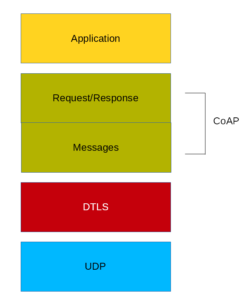 Application
Request/Response
CoAP
Messages
DTLS
UDP